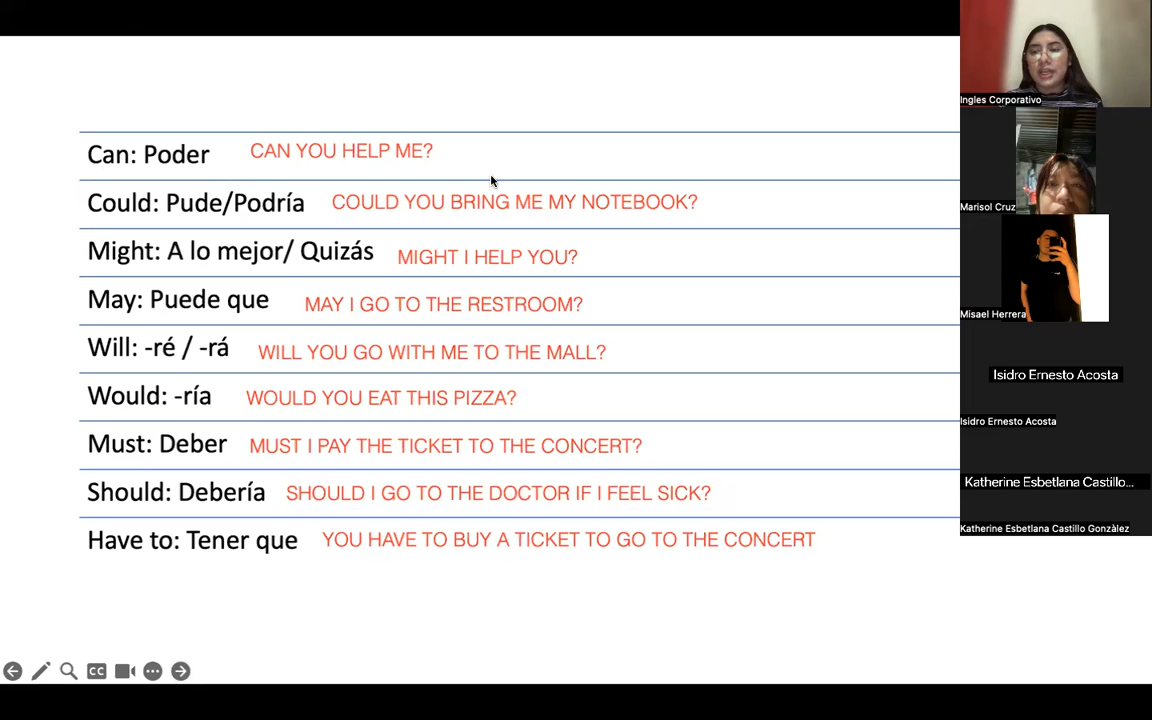 Can: Poder CAN YOU HELP ME?
Could: Pude/Podría COULD YOU BRING ME MY NOTEBOOK?
Might: A lo mejor/ Quizás MIGHT I HELP YOU?
May: Puede que MAY I GO TO THE RESTROOM?
Will: -ré / -rá WILL YOU GO WITH ME TO THE MALL?
Would: -ría WOULD YOU EAT THIS PIZZA?
Must: Deber MUST I PAY THE TICKET TO THE CONCERT?
Should: Debería SHOULD I GO TO THE DOCTOR IF I FEEL SICK?
Have to: Tener que YOU HAVE TO BUY A TICKET TO GO TO THE CONCERT
CC
Ingles Corporativo
Marisol Cruz
Misael Herrera
Isidro Ernesto Acosta
Isidro Ernesto Acosta
Katherine Esbetlana Castillo...
Katherine Esbetlana Castillo Gonzàlez